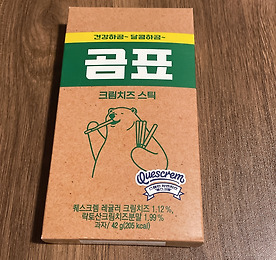 건강하곰~ 달콤하곰~
곰표
크림치즈 스틱
Quescrem
퀘스크렘 레귤러 크림치즈 1.12%,
락토산크림치즈분말 1.99%
과자/ 42 g(205 kcal)